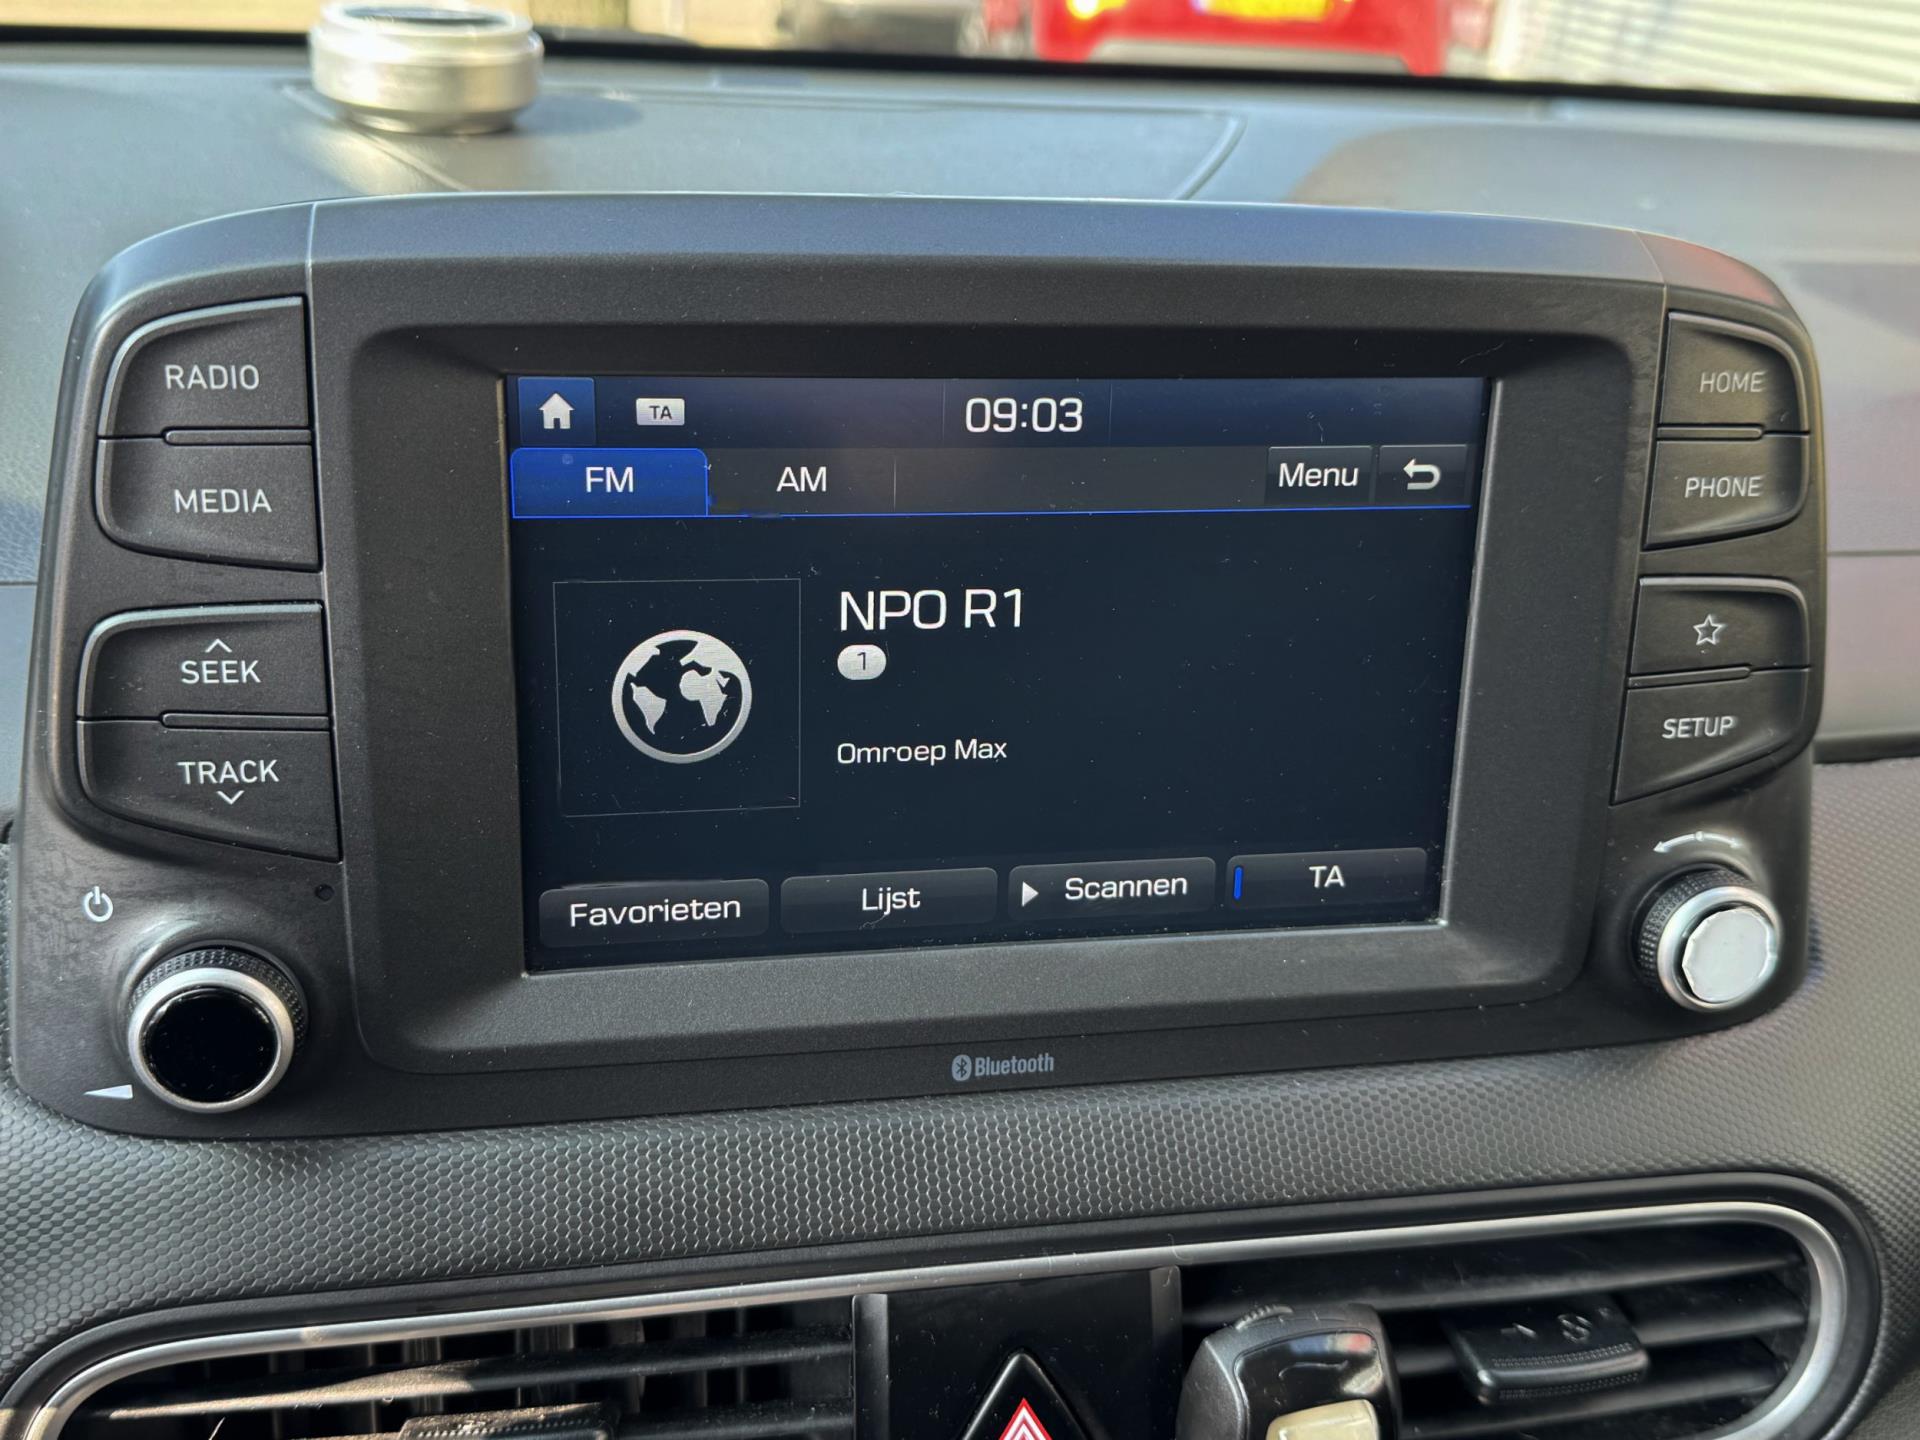 RADIO
MEDIA
SEEK
TRACK
TA
09:03
FM
AM
Menu
NPO R1
1
Omroep Max
Favorieten
Lijst
Scannen
TA
HOME
PHONE
SETUP
Bluetooth